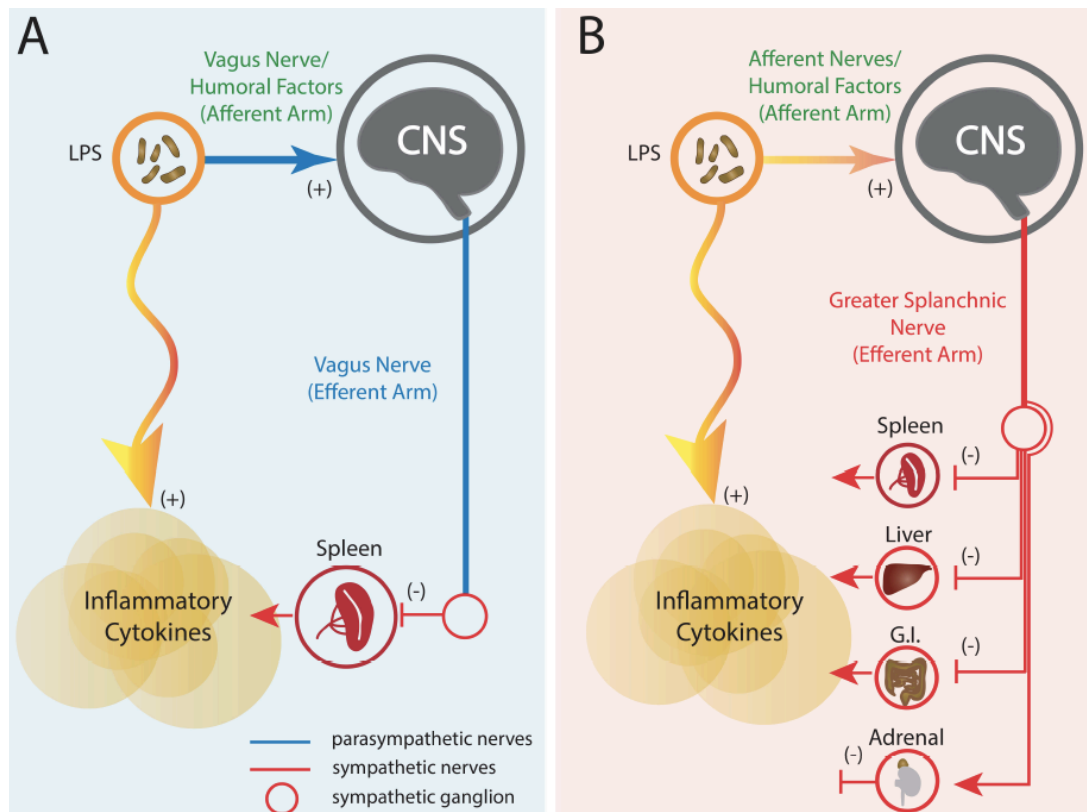 A
Vagus Nerve/
Humoral Factors
(Afferent Arm)
LPS
CNS
(+)
Vagus Nerve
(Efferent Arm)
(+)
Spleen
(-)
Inflammatory
Cytokines
parasympathetic nerves
sympathetic nerves
sympathetic ganglion
B
Afferent Nerves/
Humoral Factors
(Afferent Arm)
LPS
CNS
(+)
Greater Splanchnic
Nerve
(Efferent Arm)
Spleen
(-)
(+)
Liver
(-)
Inflammatory
Cytokines
G.I.
(-)
Adrenal
(-)